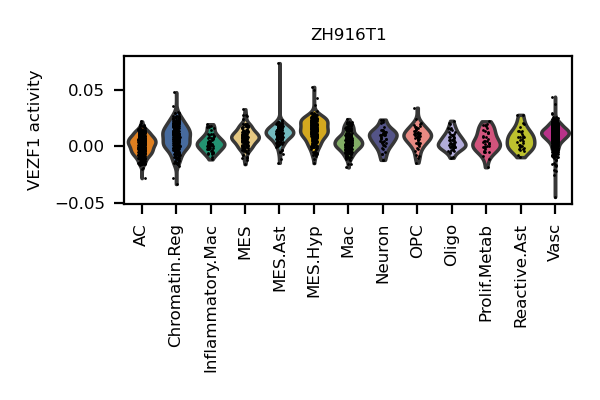 ZH916T1
VEZF1 activity
0.05
0.00
−0.05
AC
Chromatin.Reg
Inflammatory.Mac
MES
MES.Ast
MES.Hyp
Mac
Neuron
OPC
Oligo
Prolif.Metab
Reactive.Ast
Vasc